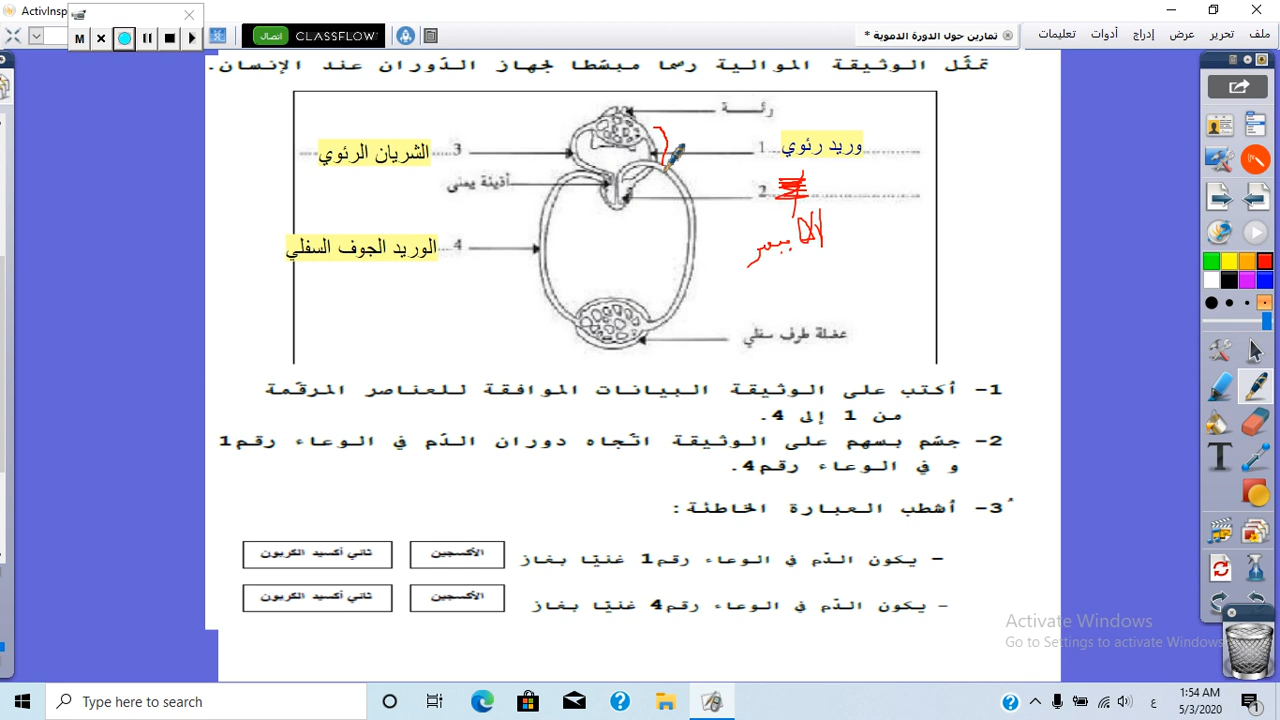 ActivInsp
M
CLASSFLOW اتصال
تمارين حول الدورة الدموية *
ملف تحرير عرض إدراج أدوات تعليمات
تمثّل الوثيقة الموالية رسما مبسّطا لجهاز الدّوران عند الإنسان.
رئـــــة
1 وريد رئوي
3 الشريان الرئوي
أذينة يمنى
2
4 الوريد الجوف السفلي
عضلة طرف سفلي
1- أكتب على الوثيقة البيانات الموافقة للعناصر المرقّمة
من 1 إلى 4.
2- جسّم بسهم على الوثيقة اتّجاه دوران الدّم في الوعاء رقم1
و في الوعاء رقم4.
3- أشطب العبارة الخاطئة:
- يكون الدّم في الوعاء رقم1 غنيّا بغاز الأكسجين ثاني أكسيد الكربون
- يكون الدّم في الوعاء رقم4 غنيّا بغاز الأكسجين ثاني أكسيد الكربون
Activate Windows
Go to Settings to activate Windows.
T
Type here to search
ع
1:54 AM
5/3/2020
1